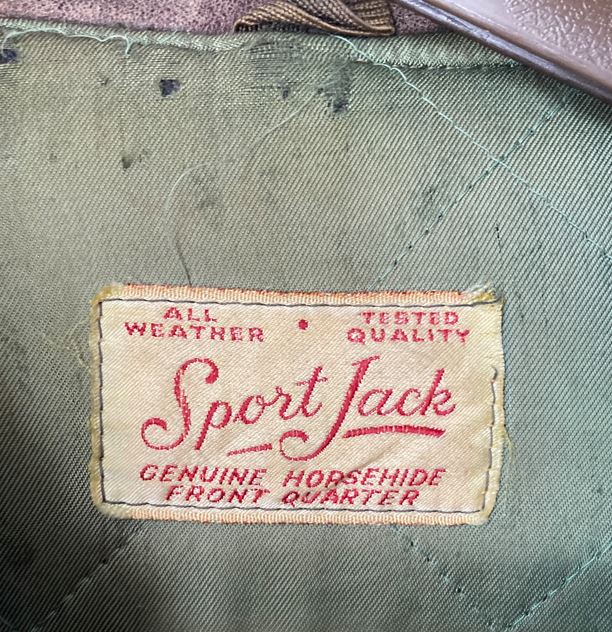 ALL WEATHER • TESTED QUALITY
Sport Jack
GENUINE HORSEHIDE
FRONT QUARTER